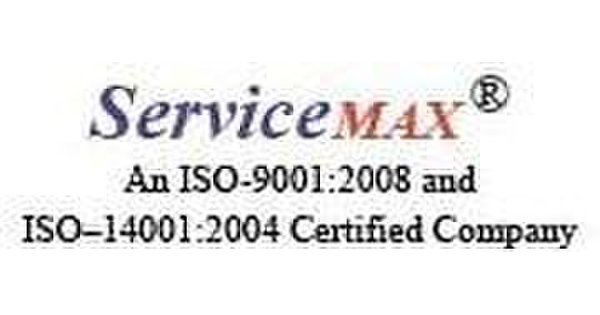 ServiceMAX®
An ISO-9001:2008 and
ISO–14001:2004 Certified Company